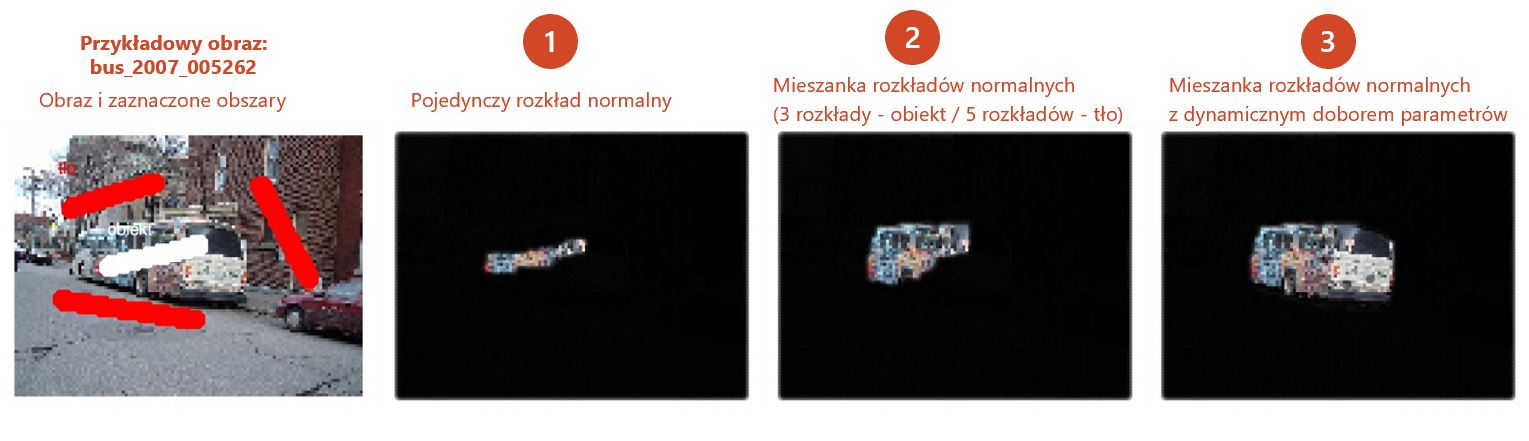 Przykładowy obraz:
bus_2007_005262
Obraz i zaznaczone obszary
tło
obiekt
1
Pojedynczy rozkład normalny
2
Mieszanka rozkładów normalnych
(3 rozkłady - obiekt / 5 rozkładów - tło)
3
Mieszanka rozkładów normalnych
z dynamicznym doborem parametrów